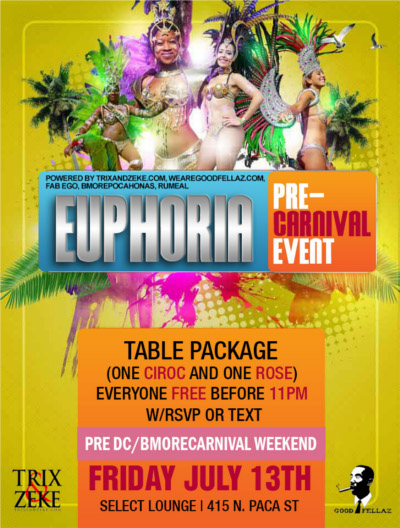 POWERED BY TRIXANDZEKE.COM, WEAREGOODFELLAZ.COM,
FAB EGO, BMOREPOCAHONAS, RUMEAL
EUPHORIA
PRE-
CARNIVAL
EVENT
TABLE PACKAGE
(ONE CIROC AND ONE ROSE)
EVERYONE FREE BEFORE 11PM
W/RSVP OR TEXT
PRE DC/BMORECARNIVAL WEEKEND
FRIDAY JULY 13TH
SELECT LOUNGE | 415 N. PACA ST
TRIX
&
ZEKE
TRIXANDZEKE.COM
GOOD FELLAZ